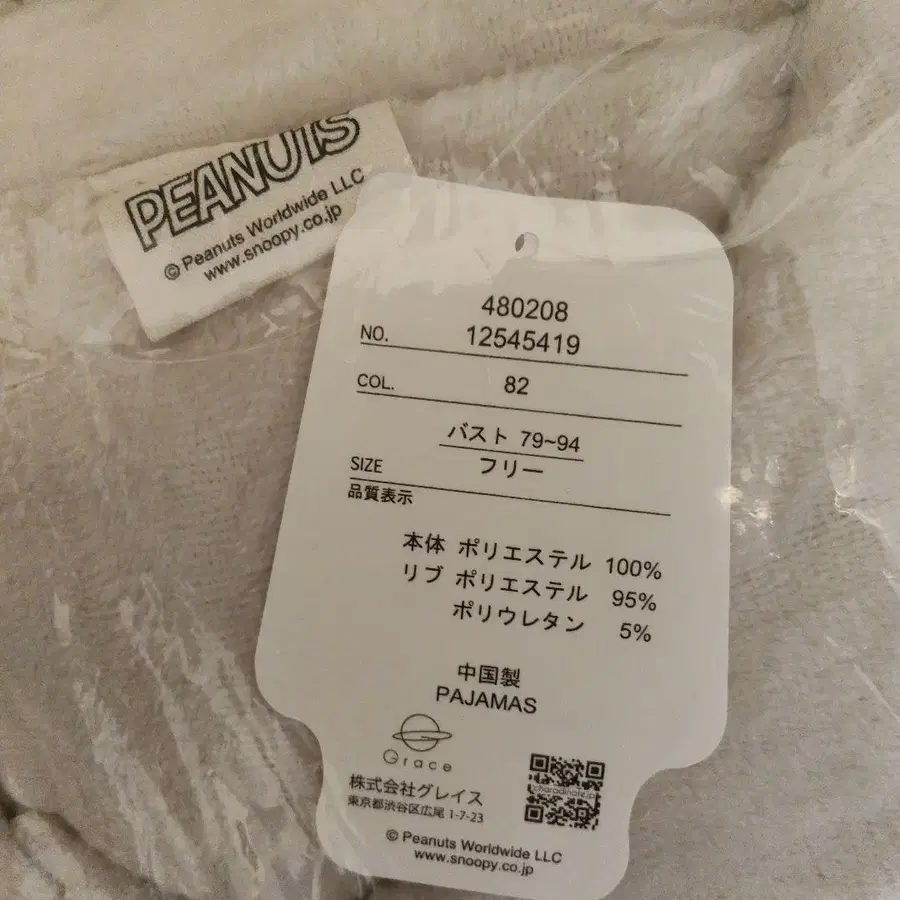 PEANUTS
© Peanuts Worldwide LLC
www.snoopy.co.jp
480208
NO. 12545419
COL. 82
バスト 79~94
SIZE フリー
品質表示
本体 ポリエステル 100%
リブ ポリエステル 95%
ポリウレタン 5%
中国製
PAJAMAS
Grace
株式会社グレイス
東京都渋谷区広尾 1-7-23
charadinate.jp
© Peanuts Worldwide LLC
www.snoopy.co.jp